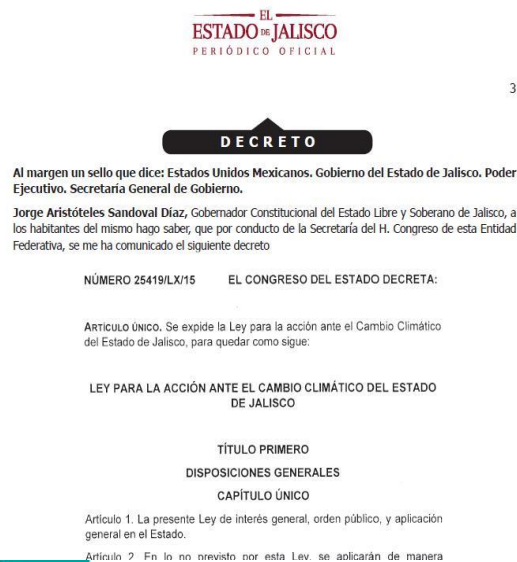 EL
ESTADO DE JALISCO
PERIÓDICO OFICIAL
3
DECRETO
Al margen un sello que dice: Estados Unidos Mexicanos. Gobierno del Estado de Jalisco. Poder
Ejecutivo. Secretaría General de Gobierno.
Jorge Aristóteles Sandoval Díaz, Gobernador Constitucional del Estado Libre y Soberano de Jalisco, a
los habitantes del mismo hago saber, que por conducto de la Secretaría del H. Congreso de esta Entidad
Federativa, se me ha comunicado el siguiente decreto
NÚMERO 25419/LX/15 EL CONGRESO DEL ESTADO DECRETA:
ARTÍCULO ÚNICO. Se expide la Ley para la acción ante el Cambio Climático
del Estado de Jalisco, para quedar como sigue:
LEY PARA LA ACCIÓN ANTE EL CAMBIO CLIMÁTICO DEL ESTADO
DE JALISCO
TÍTULO PRIMERO
DISPOSICIONES GENERALES
CAPÍTULO ÚNICO
Artículo 1. La presente Ley de interés general, orden público, y aplicación
general en el Estado.
Artículo 2. En lo no previsto por esta Ley, se aplicarán de manera